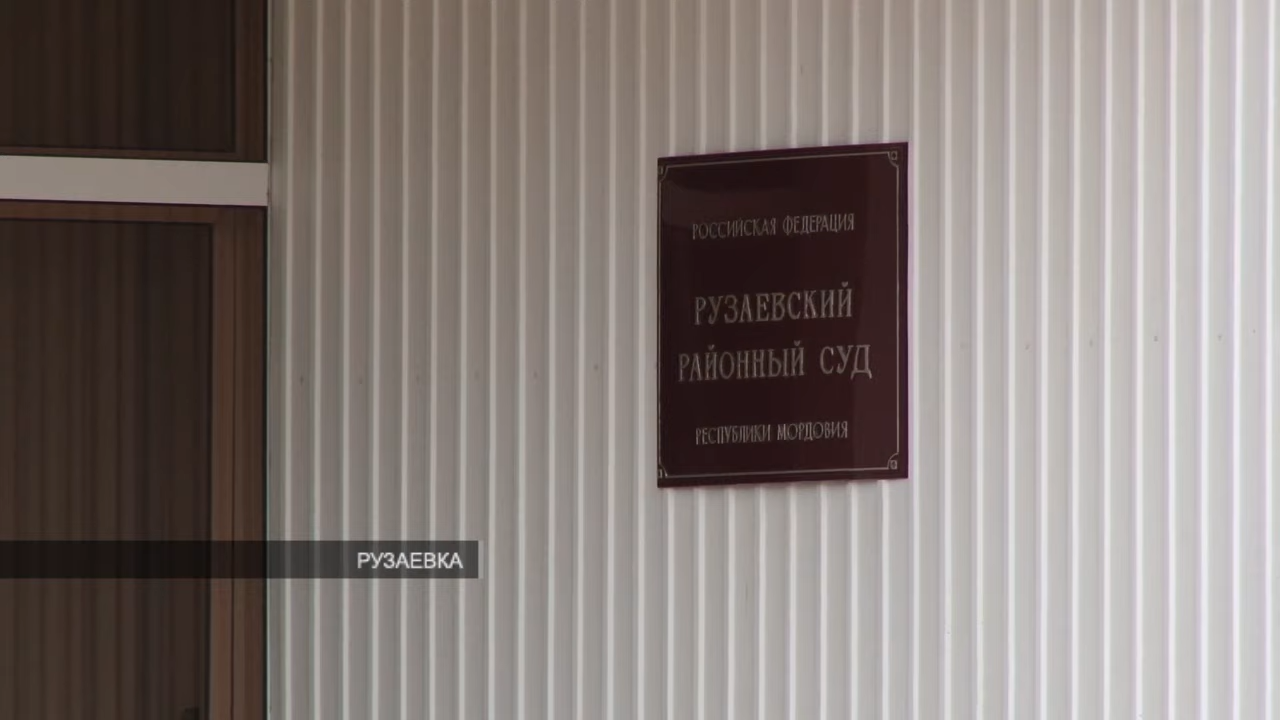 РОССИЙСКАЯ ФЕДЕРАЦИЯ
РУЗАЕВСКИЙ
РАЙОННЫЙ СУД
РЕСПУБЛИКИ МОРДОВИЯ
РУЗАЕВКА